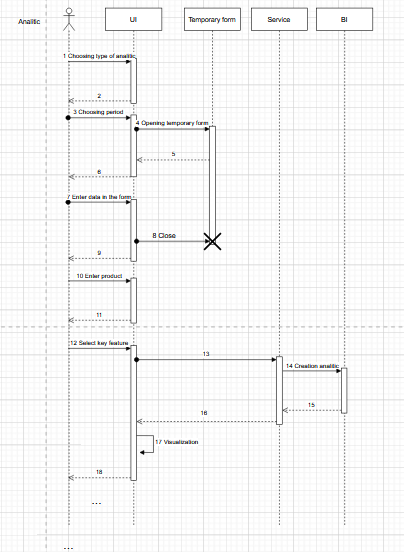 Analitic
UI
Temporary form
Service
BI
1 Choosing type of analitic
2
3 Choosing period
4 Opening temporary form
5
6
7 Enter data in the form
8 Close
9
10 Enter product
11
12 Select key feature
13
14 Creation analitic
15
16
17 Visualization
18
...
...